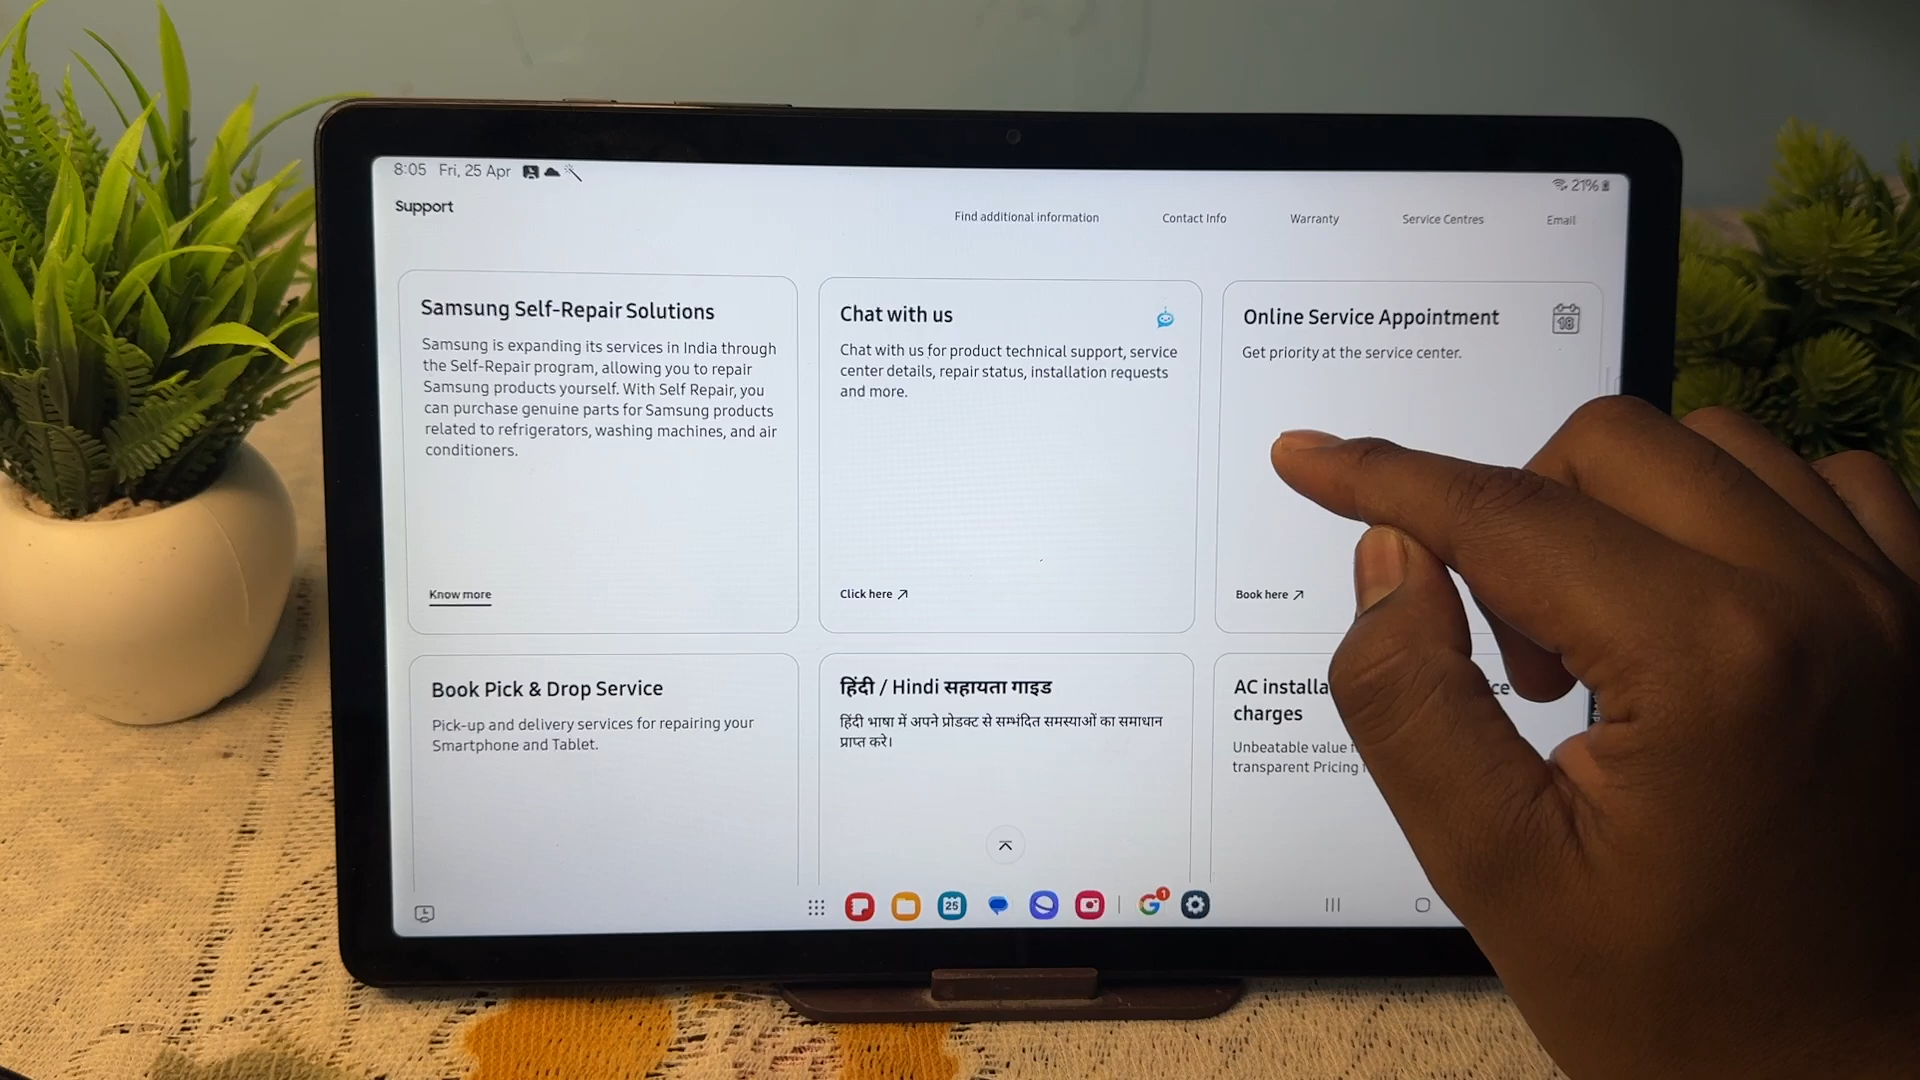 8:05 Fri, 25 Apr
21%
Support
Find additional information
Contact Info
Warranty
Service Centres
Email
Samsung Self-Repair Solutions
Samsung is expanding its services in India through
the Self-Repair program, allowing you to repair
Samsung products yourself. With Self Repair, you
can purchase genuine parts for Samsung products
related to refrigerators, washing machines, and air
conditioners.
Know more
Chat with us
Chat with us for product technical support, service
center details, repair status, installation requests
and more.
Click here
Online Service Appointment
18
Get priority at the service center.
Book here
Book Pick & Drop Service
Pick-up and delivery services for repairing your
Smartphone and Tablet.
हिंदी / Hindi सहायता गाइड
हिंदी भाषा में अपने प्रोडक्ट से सम्भंदित समस्याओं का समाधान
प्राप्त करे।
AC
charges
Unbeatable value
transparent Pricing
25
G
1